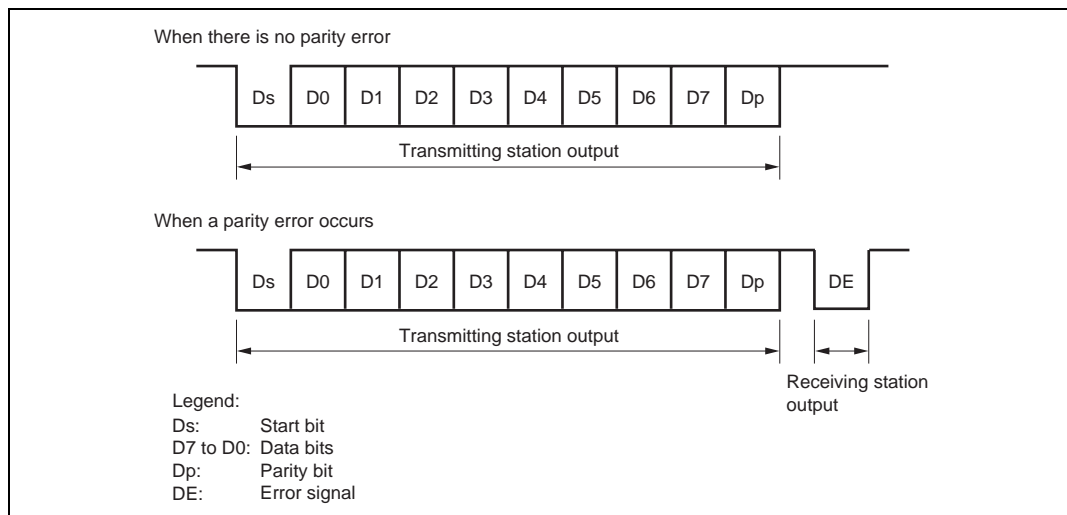 When there is no parity error
Ds D0 D1 D2 D3 D4 D5 D6 D7 Dp
Transmitting station output
When a parity error occurs
Ds D0 D1 D2 D3 D4 D5 D6 D7 Dp DE
Transmitting station output
Receiving station
output
Legend:
Ds: Start bit
D7 to D0: Data bits
Dp: Parity bit
DE: Error signal